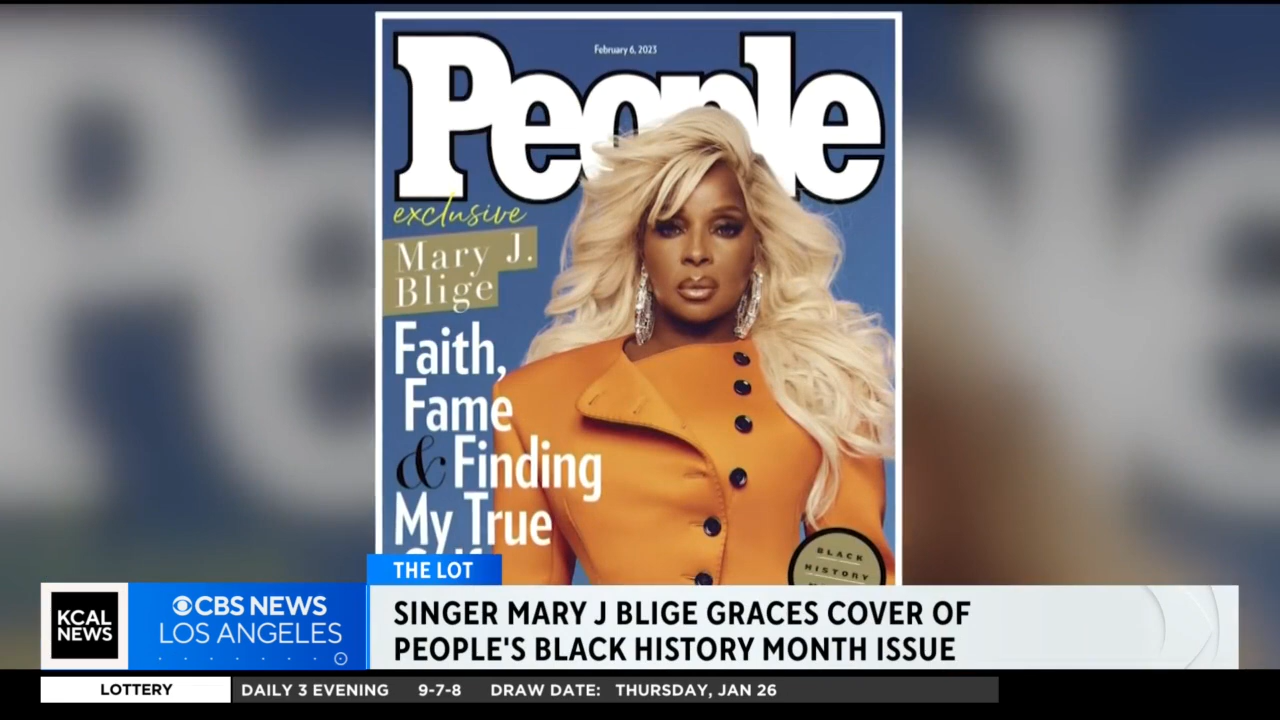 February 6, 2023
People
exclusive
Mary J.
Blige
Faith,
Fame
& Finding
My True
BLACK
HISTORY
THE LOT
KCAL
NEWS
CBS NEWS
LOS ANGELES
SINGER MARY J BLIGE GRACES COVER OF
PEOPLE'S BLACK HISTORY MONTH ISSUE
LOTTERY DAILY 3 EVENING 9-7-8 DRAW DATE: THURSDAY, JAN 26